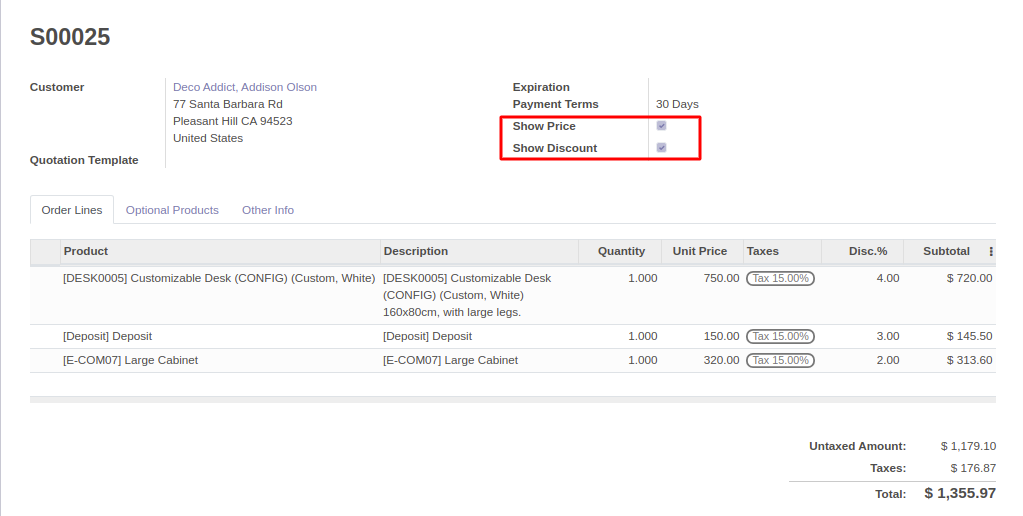 S00025
Customer
Deco Addict, Addison Olson
77 Santa Barbara Rd
Pleasant Hill CA 94523
United States
Quotation Template
Expiration
Payment Terms 30 Days
Show Price
Show Discount
Order Lines Optional Products Other Info
Product Description Quantity Unit Price Taxes Disc.% Subtotal
[DESK0005] Customizable Desk (CONFIG) (Custom, White) [DESK0005] Customizable Desk 1.000 750.00 Tax 15.00% 4.00 $ 720.00
(CONFIG) (Custom, White)
160x80cm, with large legs.
[Deposit] Deposit [Deposit] Deposit 1.000 150.00 Tax 15.00% 3.00 $ 145.50
[E-COM07] Large Cabinet [E-COM07] Large Cabinet 1.000 320.00 Tax 15.00% 2.00 $ 313.60
Untaxed Amount: $ 1,179.10
Taxes: $ 176.87
Total: $ 1,355.97